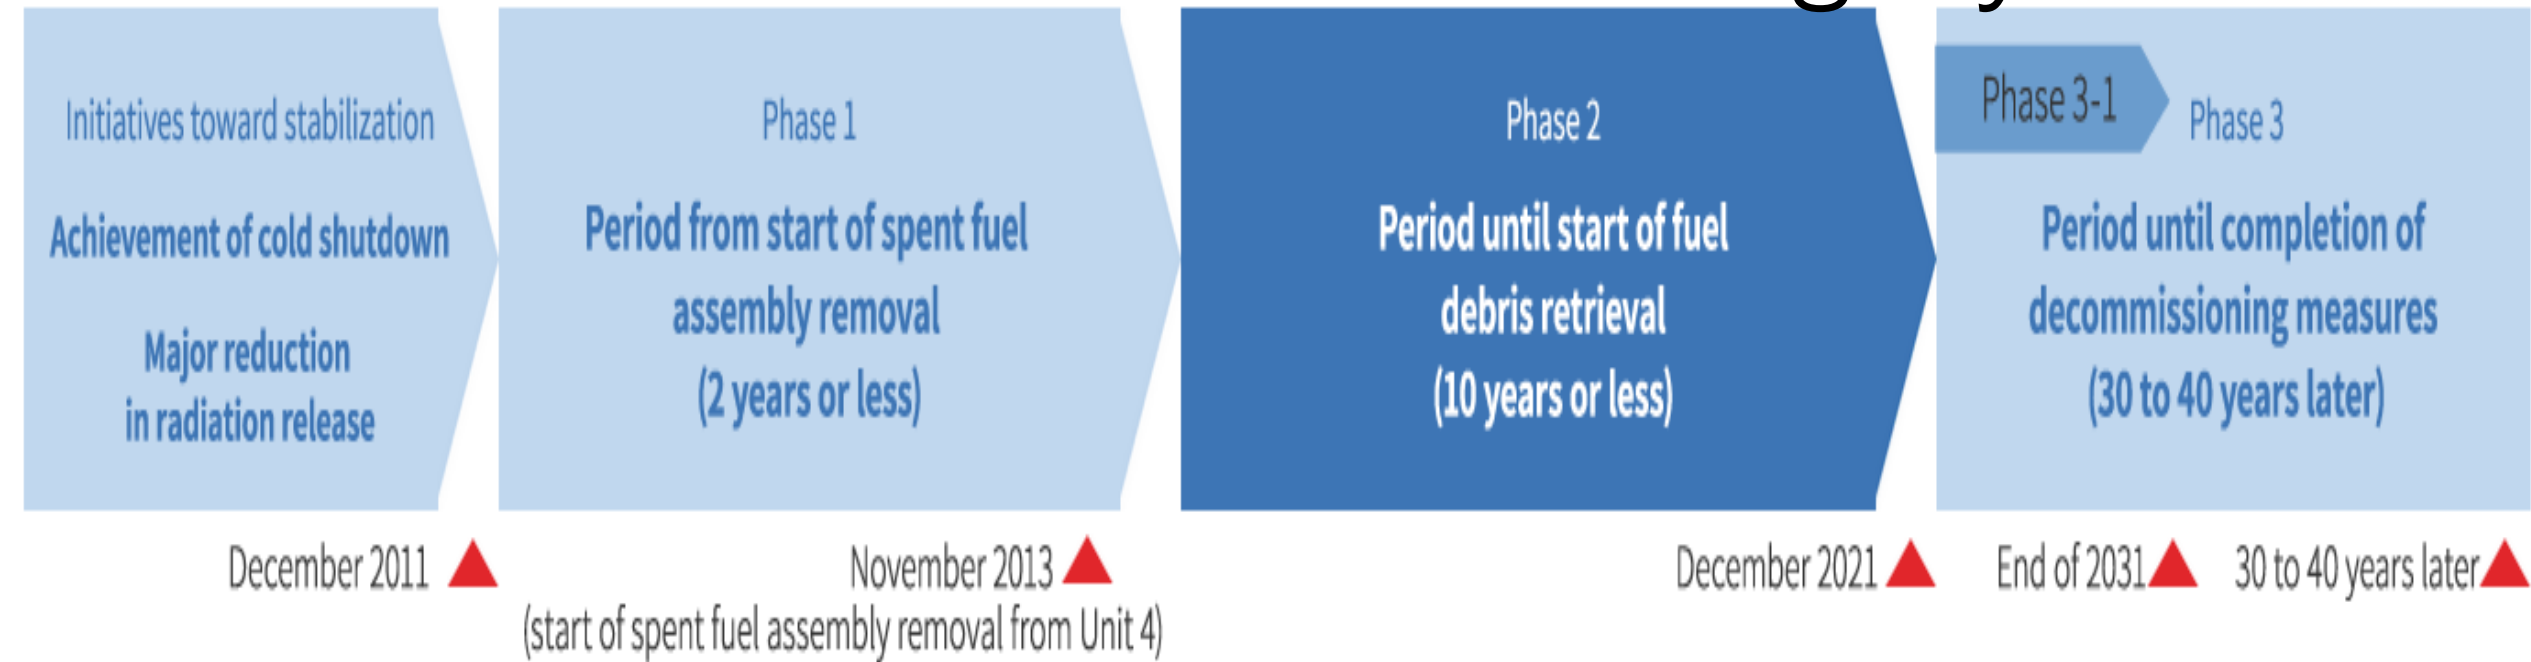 Initiatives toward stabilization
Achievement of cold shutdown
Major reduction
in radiation release
Phase 1
Period from start of spent fuel
assembly removal
(2 years or less)
Phase 2
Period until start of fuel
debris retrieval
(10 years or less)
Phase 3-1
Phase 3
Period until completion of
decommissioning measures
(30 to 40 years later)
December 2011
November 2013
(start of spent fuel assembly removal from Unit 4)
December 2021
End of 2031
30 to 40 years later